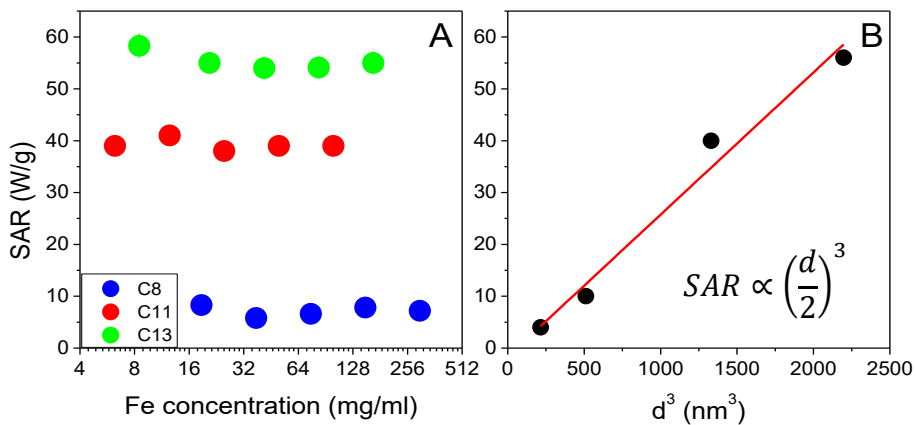 A
SAR (W/g)
60
50
40
30
20
10
0
C8
C11
C13
4 8 16 32 64 128 256 512
Fe concentration (mg/ml)
B
60
50
40
30
20
10
0
SAR ∝ (d/2)³
0 500 1000 1500 2000 2500
d³ (nm³)